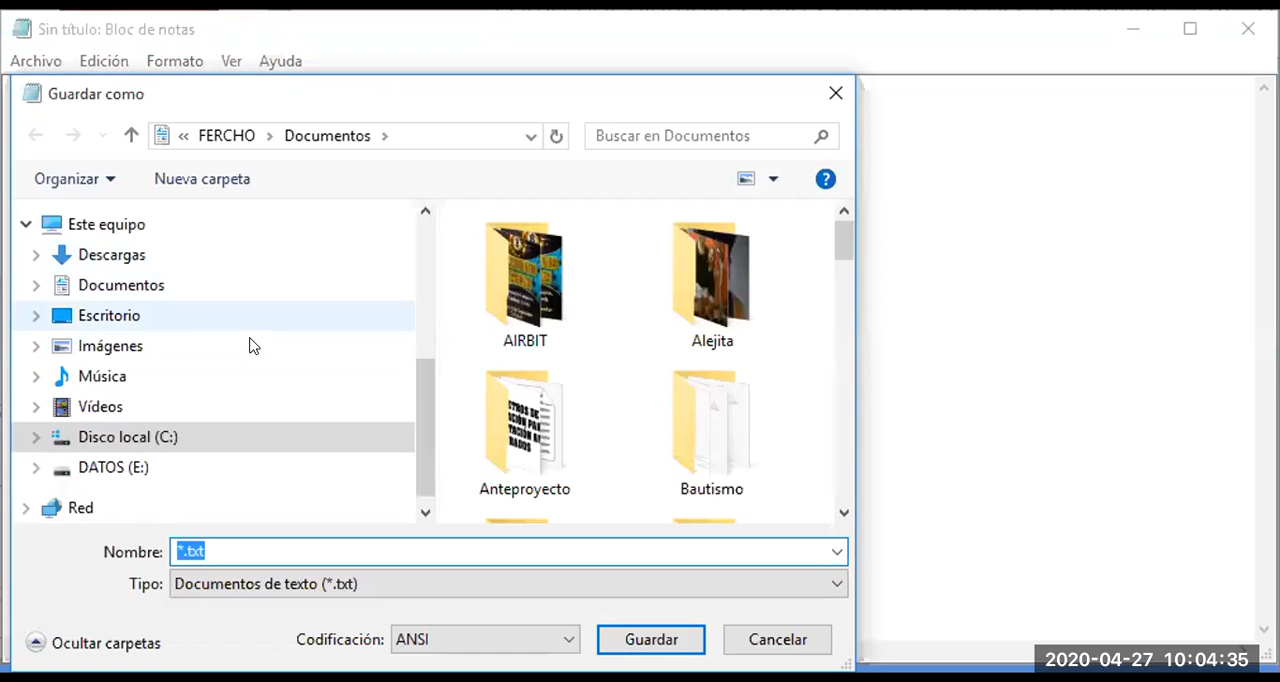 Sin título: Bloc de notas
Archivo Edición Formato Ver Ayuda
Guardar como
« FERCHO > Documentos >
Buscar en Documentos
Organizar Nueva carpeta
Este equipo
Descargas
Documentos
Escritorio
Imágenes
Música
Vídeos
Disco local (C:)
DATOS (E:)
Red
AIRBIT
Alejita
Anteproyecto
Bautismo
Nombre: *.txt
Tipo: Documentos de texto (*.txt)
Ocultar carpetas
Codificación: ANSI
Guardar
Cancelar
2020-04-27 10:04:35